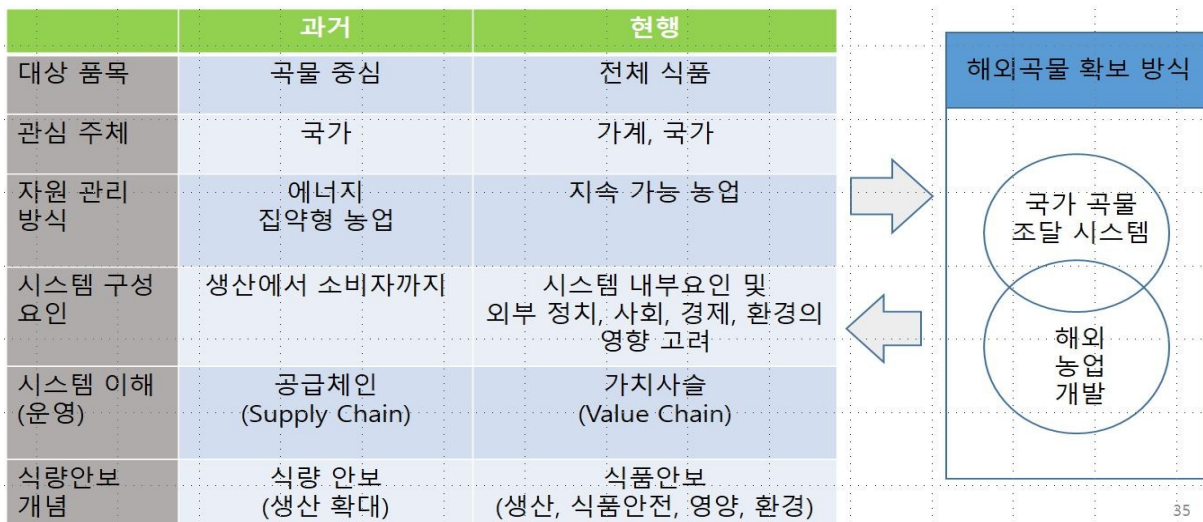 과거 현행
대상 품목 곡물 중심 전체 식품
관심 주체 국가 가계, 국가
자원 관리 에너지 지속 가능 농업
방식 집약형 농업
시스템 구성 생산에서 소비자까지 시스템 내부요인 및
요인 외부 정치, 사회, 경제, 환경의
영향 고려
시스템 이해 공급체인 가치사슬
(운영) (Supply Chain) (Value Chain)
식량안보 식량 안보 식품안보
개념 (생산 확대) (생산, 식품안전, 영양, 환경)
해외곡물 확보 방식
국가 곡물
조달 시스템
해외
농업
개발
35